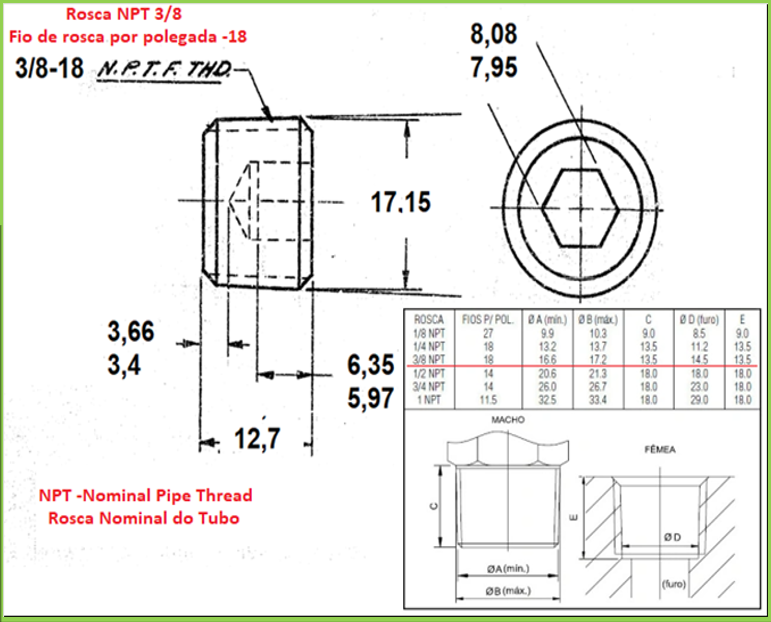 Rosca NPT 3/8
Fio de rosca por polegada -18
3/8-18 N.P.T.F. THD.
8,08
7,95
17,15
3,66
3,4
6,35
5,97
12,7
NPT -Nominal Pipe Thread
Rosca Nominal do Tubo
ROSCA FIOS P/ POL. Ø A (mín.) Ø B (máx.) C Ø D (furo) E
1/8 NPT 27 9.9 10.3 9.0 8.5 9.0
1/4 NPT 18 13.2 13.7 13.5 11.2 13.5
3/8 NPT 18 16.6 17.2 13.5 14.5 13.5
1/2 NPT 14 20.6 21.3 18.0 18.0 18.0
3/4 NPT 14 26.0 26.7 18.0 23.0 18.0
1 NPT 11.5 32.5 33.4 18.0 29.0 18.0
MACHO
FÊMEA
C
E
Ø D
ØA (mín.)
ØB (máx.)
(furo)